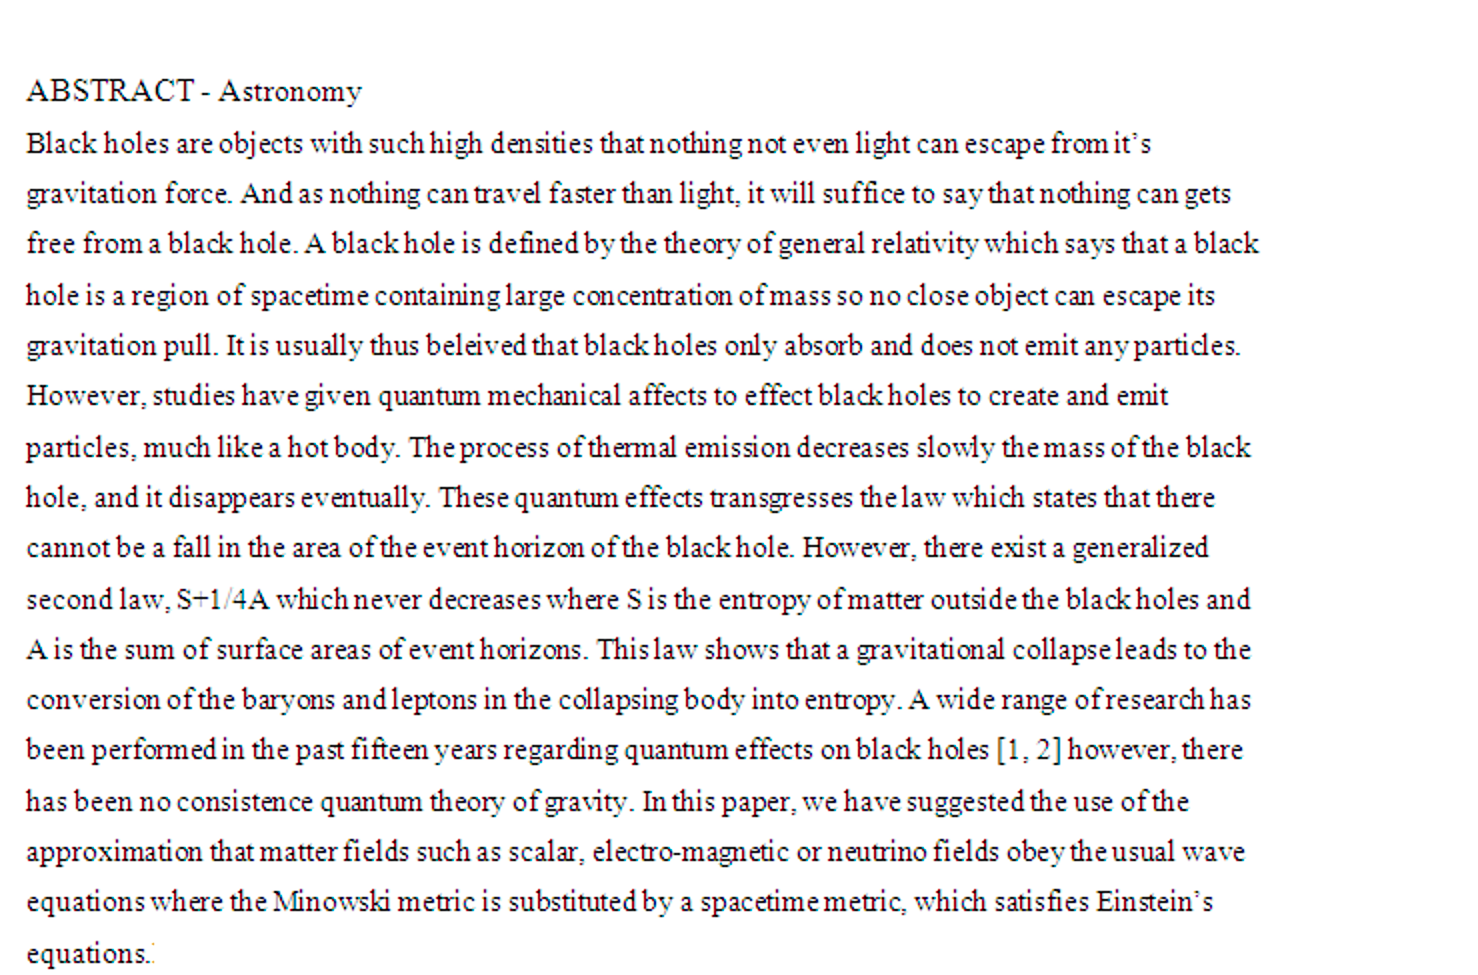 ABSTRACT - Astronomy
Black holes are objects with such high densities that nothing not even light can escape from it’s
gravitation force. And as nothing can travel faster than light, it will suffice to say that nothing can gets
free from a black hole. A black hole is defined by the theory of general relativity which says that a black
hole is a region of spacetime containing large concentration of mass so no close object can escape its
gravitation pull. It is usually thus beleived that black holes only absorb and does not emit any particles.
However, studies have given quantum mechanical affects to effect black holes to create and emit
particles, much like a hot body. The process of thermal emission decreases slowly the mass of the black
hole, and it disappears eventually. These quantum effects transgresses the law which states that there
cannot be a fall in the area of the event horizon of the black hole. However, there exist a generalized
second law, S+1/4A which never decreases where S is the entropy of matter outside the black holes and
A is the sum of surface areas of event horizons. This law shows that a gravitational collapse leads to the
conversion of the baryons and leptons in the collapsing body into entropy. A wide range of research has
been performed in the past fifteen years regarding quantum effects on black holes [1, 2] however, there
has been no consistence quantum theory of gravity. In this paper, we have suggested the use of the
approximation that matter fields such as scalar, electro-magnetic or neutrino fields obey the usual wave
equations where the Minowski metric is substituted by a spacetime metric, which satisfies Einstein’s
equations.